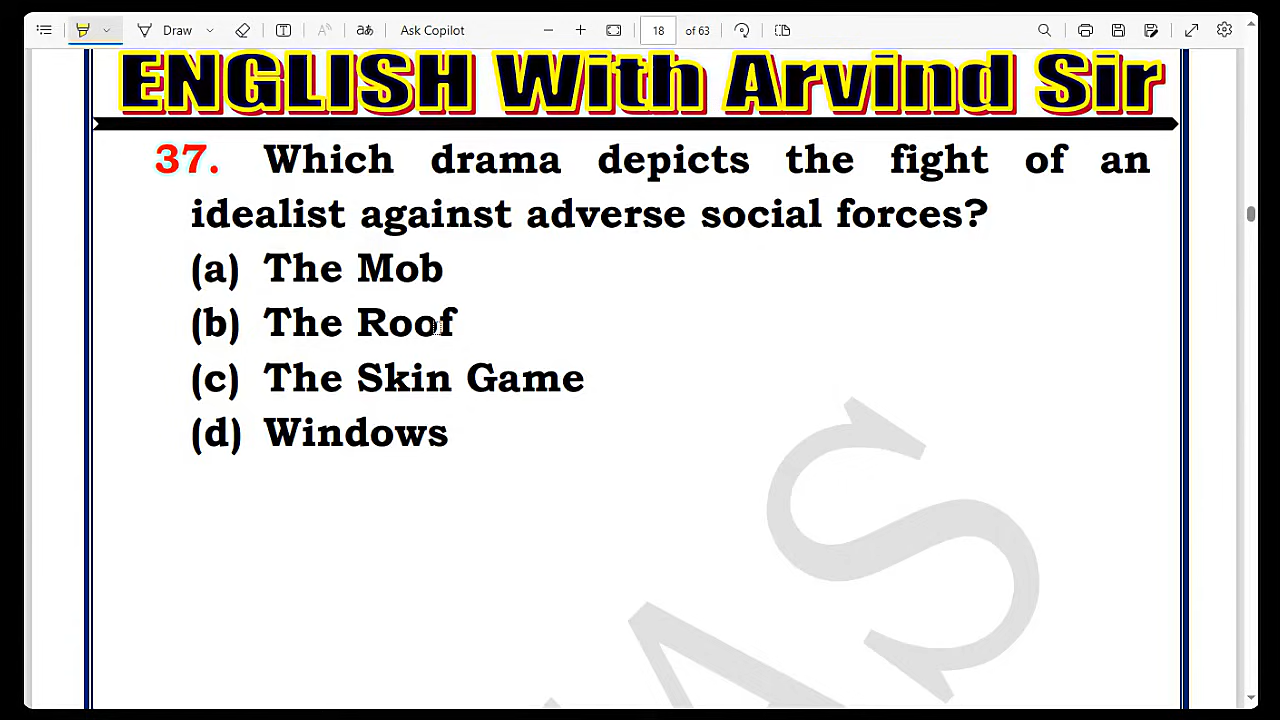 Draw
Ask Copilot
18 of 63
ENGLISH With Arvind Sir
37. Which drama depicts the fight of an
idealist against adverse social forces?
(a) The Mob
(b) The Roof
(c) The Skin Game
(d) Windows